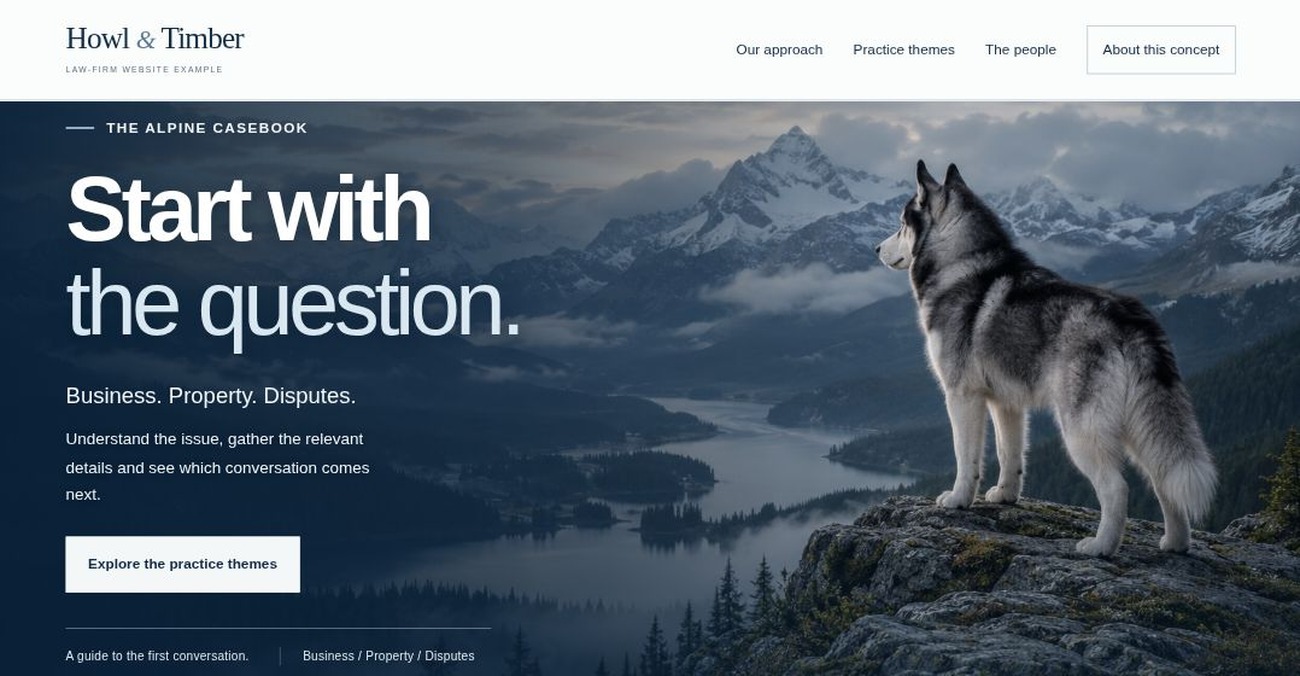 Howl & Timber
LAW-FIRM WEBSITE EXAMPLE
Our approach
Practice themes
The people
About this concept
THE ALPINE CASEBOOK
Start with
the question.
Business. Property. Disputes.
Understand the issue, gather the relevant
details and see which conversation comes
next.
Explore the practice themes
A guide to the first conversation.
Business / Property / Disputes